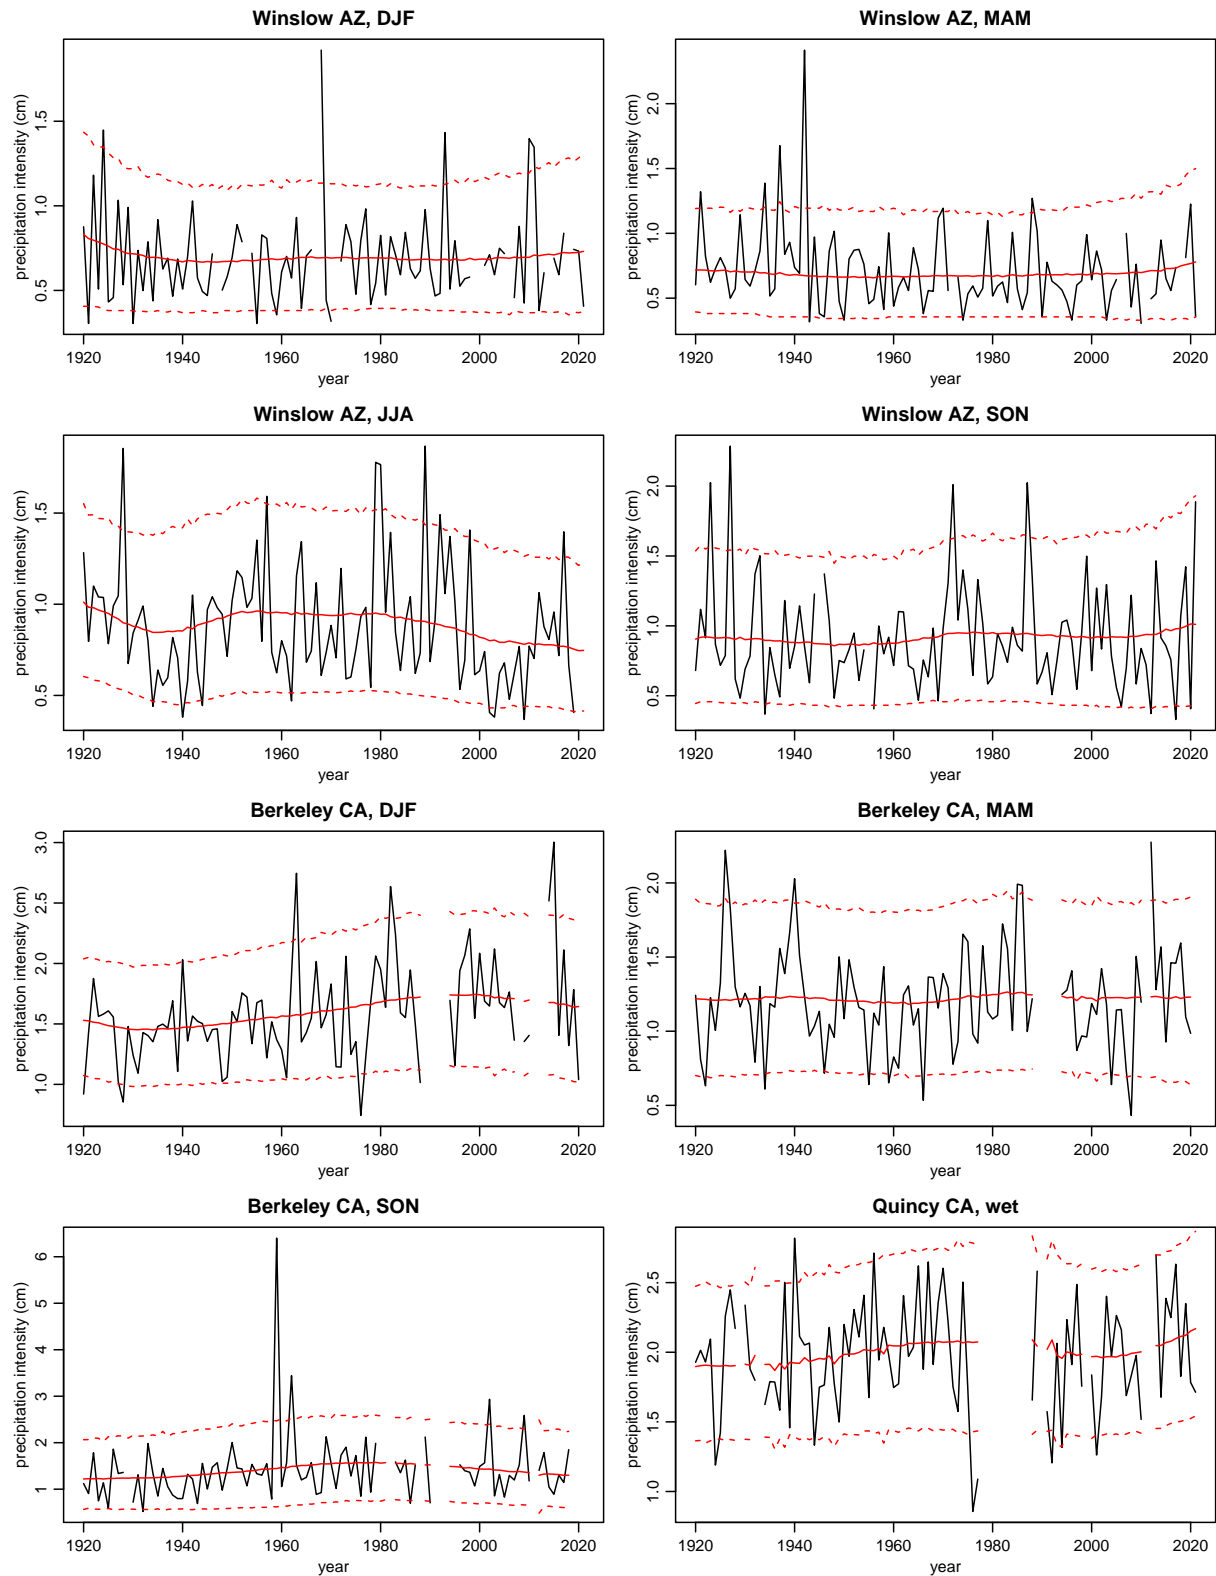 Winslow AZ, DJF
precipitation intensity (cm)
0.5 1.0 1.5
1920 1940 1960 1980 2000 2020
year
Winslow AZ, MAM
precipitation intensity (cm)
0.5 1.0 1.5 2.0
1920 1940 1960 1980 2000 2020
year
Winslow AZ, JJA
precipitation intensity (cm)
0.5 1.0 1.5
1920 1940 1960 1980 2000 2020
year
Winslow AZ, SON
precipitation intensity (cm)
0.5 1.0 1.5 2.0
1920 1940 1960 1980 2000 2020
year
Berkeley CA, DJF
precipitation intensity (cm)
1.0 1.5 2.0 2.5 3.0
1920 1940 1960 1980 2000 2020
year
Berkeley CA, MAM
precipitation intensity (cm)
0.5 1.0 1.5 2.0
1920 1940 1960 1980 2000 2020
year
Berkeley CA, SON
precipitation intensity (cm)
1 2 3 4 5 6
1920 1940 1960 1980 2000 2020
year
Quincy CA, wet
precipitation intensity (cm)
1.0 1.5 2.0 2.5
1920 1940 1960 1980 2000 2020
year